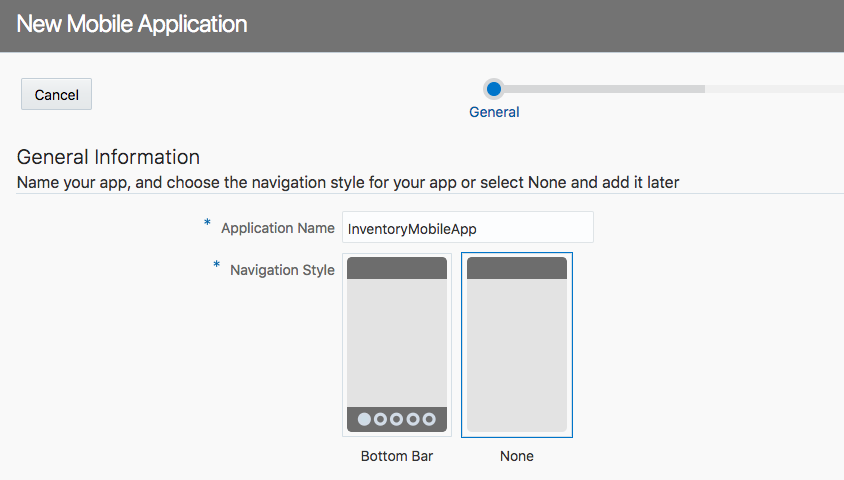 New Mobile Application
Cancel
General
General Information
Name your app, and choose the navigation style for your app or select None and add it later
* Application Name InventoryMobileApp
* Navigation Style
Bottom Bar None